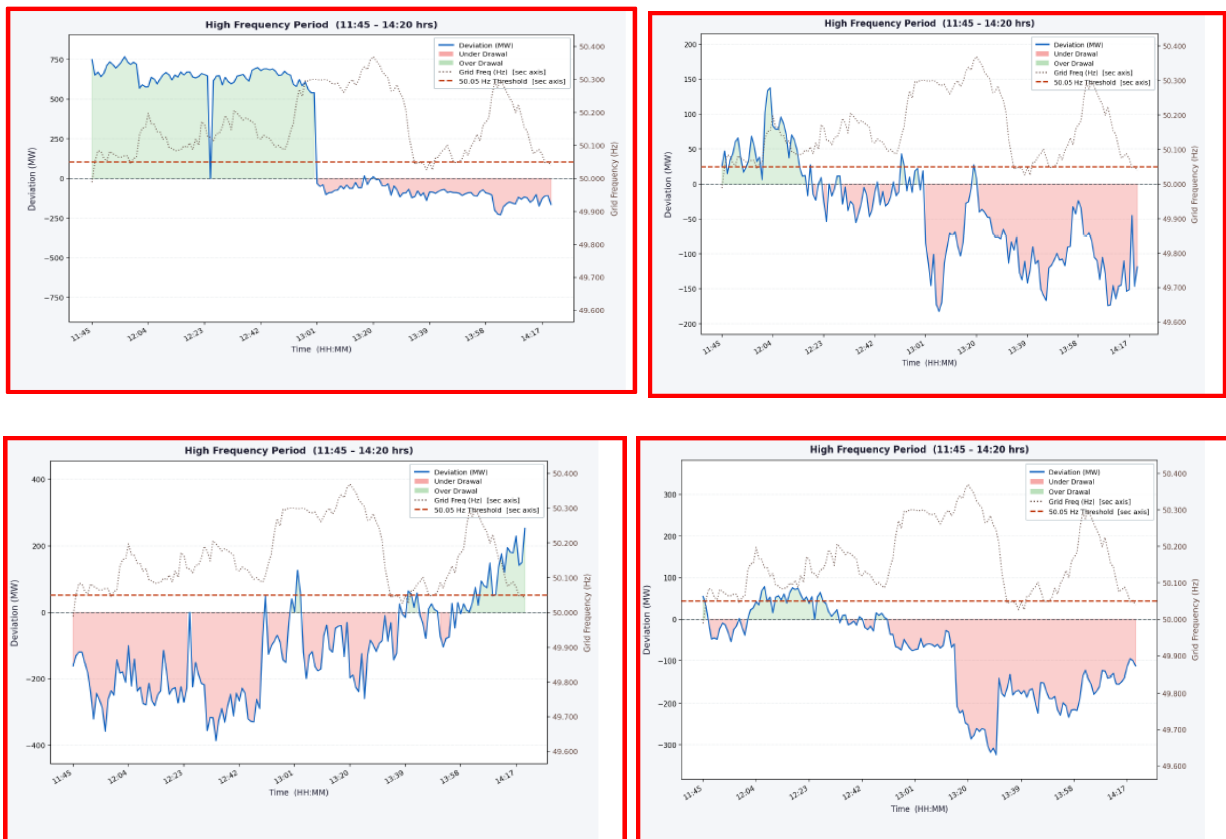 High Frequency Period (11:45 – 14:20 hrs)
Deviation (MW)
Under Drawal
Over Drawal
Grid Freq (Hz) [sec axis]
50.05 Hz Threshold [sec axis]
750
500
250
0
−250
−500
−750
Deviation (MW)
50.400
50.300
50.200
50.100
50.000
49.900
49.800
49.700
49.600
Grid Frequency (Hz)
11:45
12:04
12:23
12:42
13:01
13:20
13:39
13:58
14:17
Time (HH:MM)
High Frequency Period (11:45 – 14:20 hrs)
Deviation (MW)
Under Drawal
Over Drawal
Grid Freq (Hz) [sec axis]
50.05 Hz Threshold [sec axis]
200
150
100
50
0
−50
−100
−150
−200
Deviation (MW)
50.400
50.300
50.200
50.100
50.000
49.900
49.800
49.700
49.600
Grid Frequency (Hz)
11:45
12:04
12:23
12:42
13:01
13:20
13:39
13:58
14:17
Time (HH:MM)
High Frequency Period (11:45 – 14:20 hrs)
Deviation (MW)
Under Drawal
Over Drawal
Grid Freq (Hz) [sec axis]
50.05 Hz Threshold [sec axis]
400
200
0
−200
−400
Deviation (MW)
50.400
50.300
50.200
50.100
50.000
49.900
49.800
49.700
49.600
Grid Frequency (Hz)
11:45
12:04
12:23
12:42
13:01
13:20
13:39
13:58
14:17
Time (HH:MM)
High Frequency Period (11:45 – 14:20 hrs)
Deviation (MW)
Under Drawal
Over Drawal
Grid Freq (Hz) [sec axis]
50.05 Hz Threshold [sec axis]
300
200
100
0
−100
−200
−300
Deviation (MW)
50.400
50.300
50.200
50.100
50.000
49.900
49.800
49.700
49.600
Grid Frequency (Hz)
11:45
12:04
12:23
12:42
13:01
13:20
13:39
13:58
14:17
Time (HH:MM)